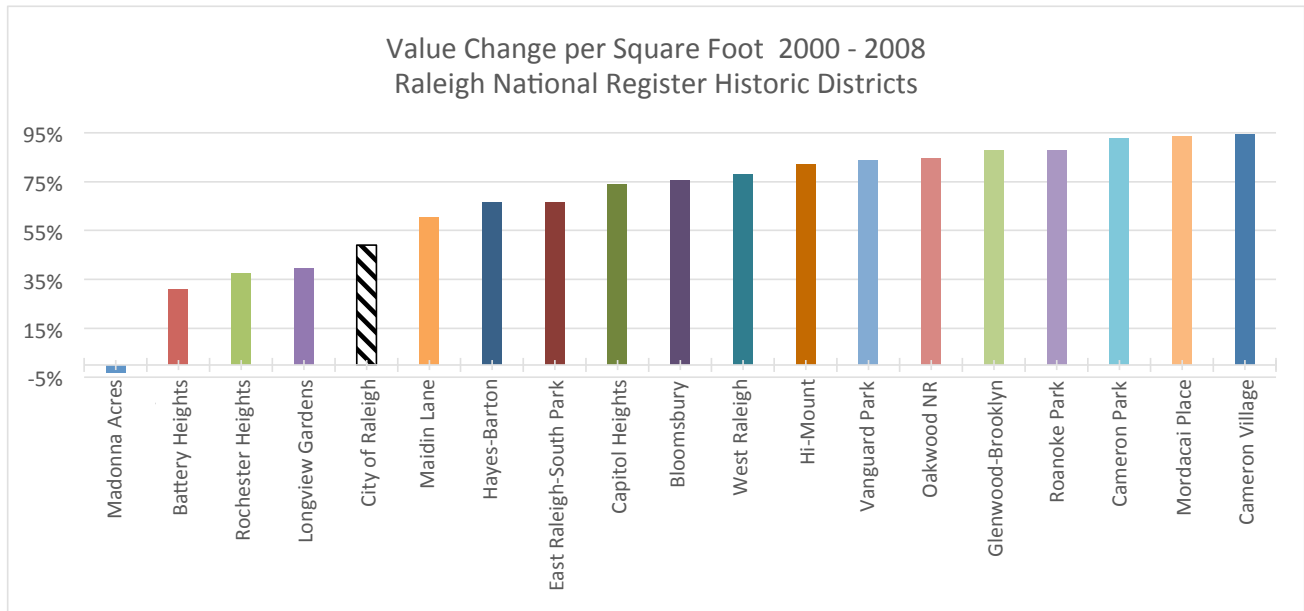 Value Change per Square Foot 2000 - 2008
Raleigh National Register Historic Districts
95%
75%
55%
35%
15%
-5%
Madonna Acres
Battery Heights
Rochester Heights
Longview Gardens
City of Raleigh
Maidin Lane
Hayes-Barton
East Raleigh-South Park
Capitol Heights
Bloomsbury
West Raleigh
Hi-Mount
Vanguard Park
Oakwood NR
Glenwood-Brooklyn
Roanoke Park
Cameron Park
Mordacai Place
Cameron Village